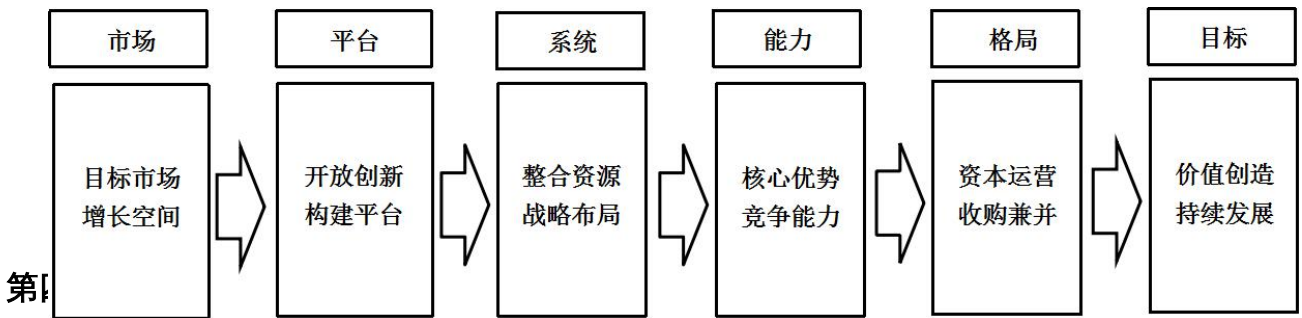 市场
平台
系统
能力
格局
目标
目标市场
增长空间
开放创新
构建平台
整合资源
战略布局
核心优势
竞争能力
资本运营
收购兼并
价值创造
持续发展
第